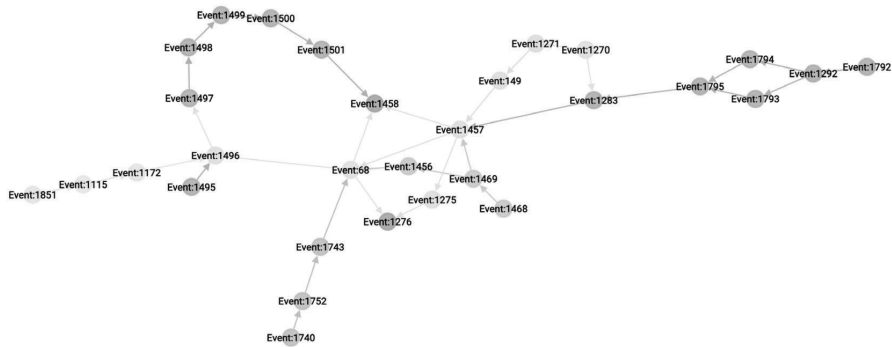 Event:1499
Event:1500
Event:1498
Event:1501
Event:1271
Event:1270
Event:1794
Event:1792
Event:1292
Event:149
Event:1795
Event:1497
Event:1458
Event:1283
Event:1793
Event:1457
Event:1496
Event:68
Event:1456
Event:1172
Event:1469
Event:1115
Event:1495
Event:1851
Event:1275
Event:1468
Event:1276
Event:1743
Event:1752
Event:1740